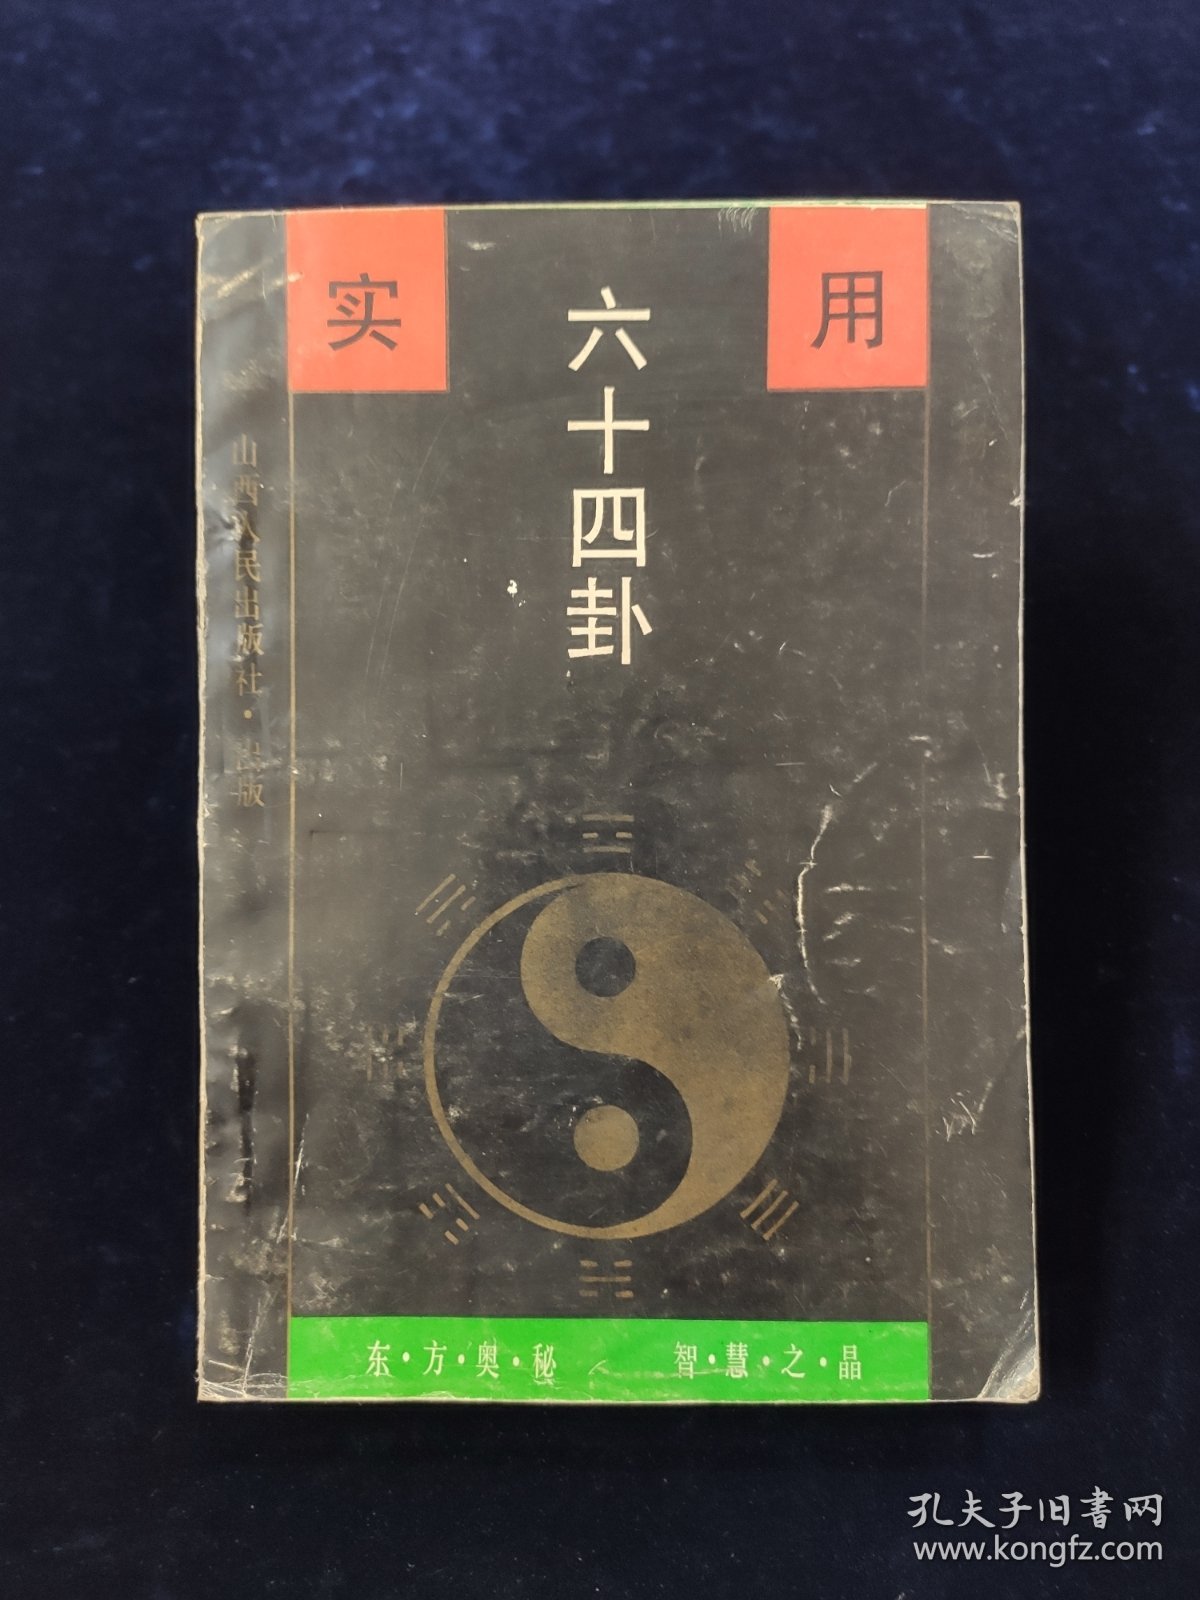 实用
六十四卦
山西人民出版社·出版
东·方·奥·秘 智·慧·之·晶
孔夫子旧书网
www.kongfz.com